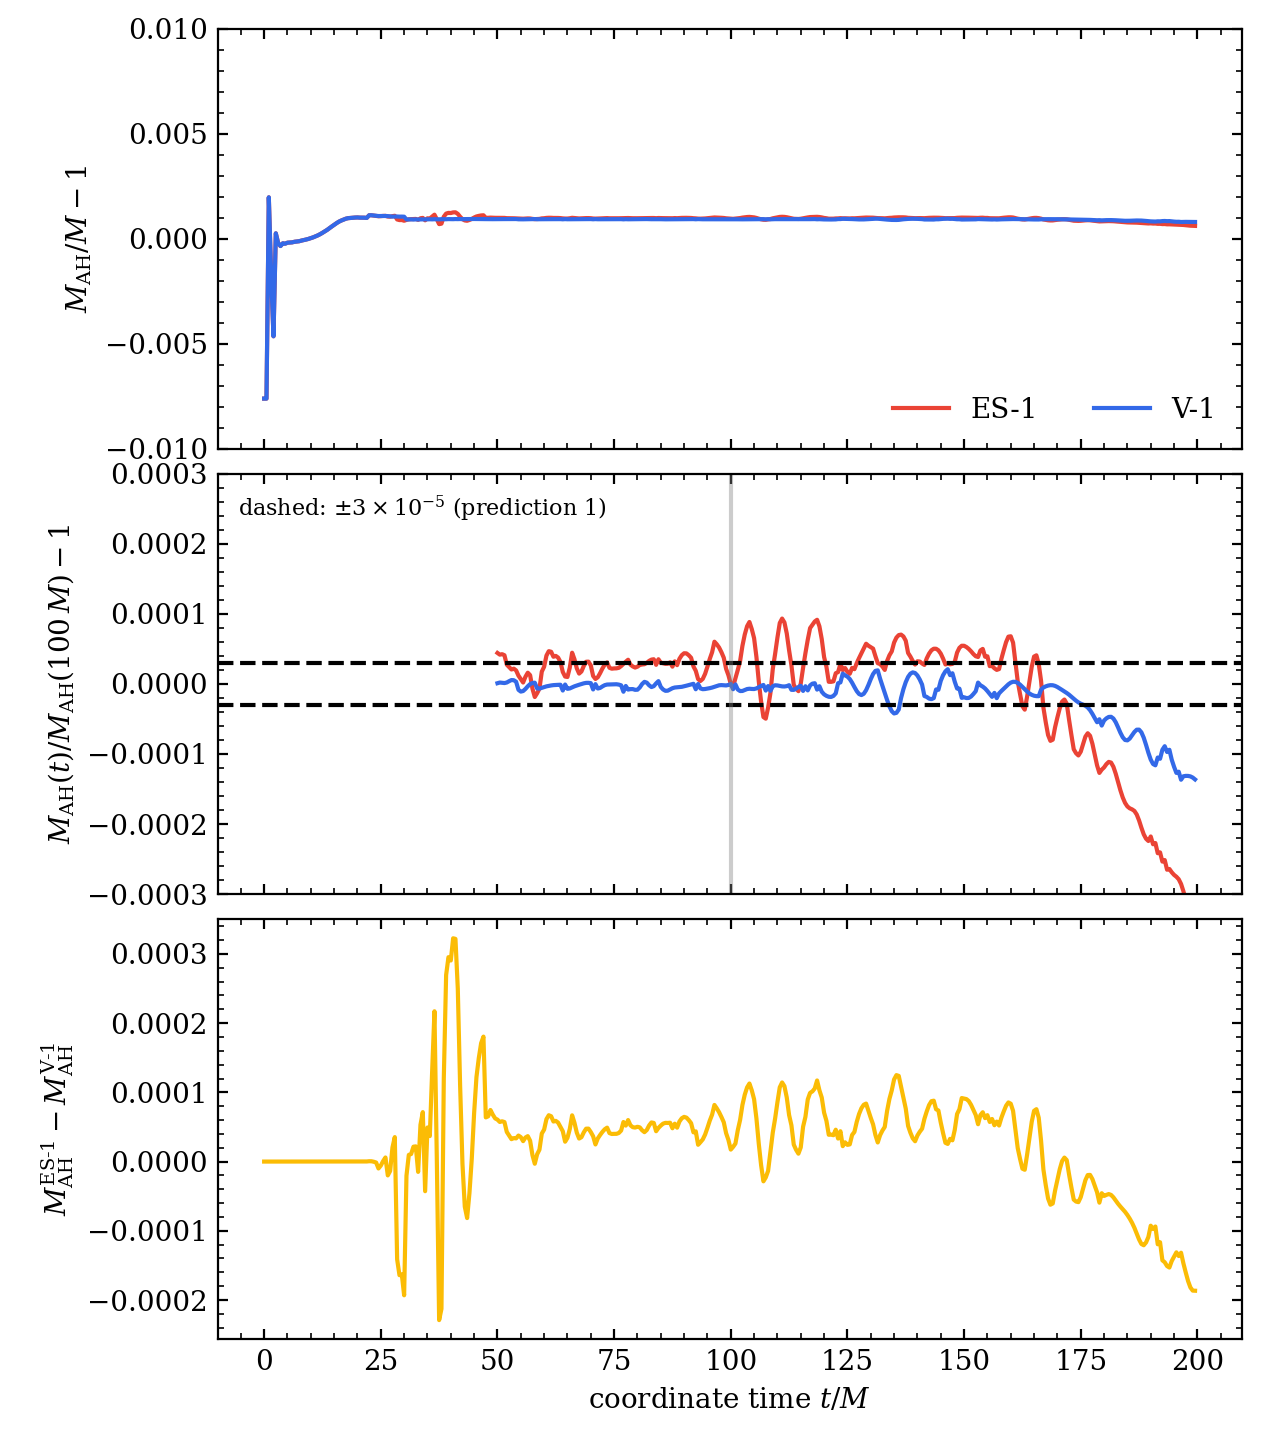 0.010
0.005
0.000
−0.005
−0.010
M_AH/M − 1
ES-1
V-1
0.0003
0.0002
0.0001
0.0000
−0.0001
−0.0002
−0.0003
M_AH(t)/M_AH(100 M) − 1
dashed: ±3 × 10⁻⁵ (prediction 1)
0.0003
0.0002
0.0001
0.0000
−0.0001
−0.0002
M_AH^ES-1 − M_AH^V-1
0 25 50 75 100 125 150 175 200
coordinate time t/M